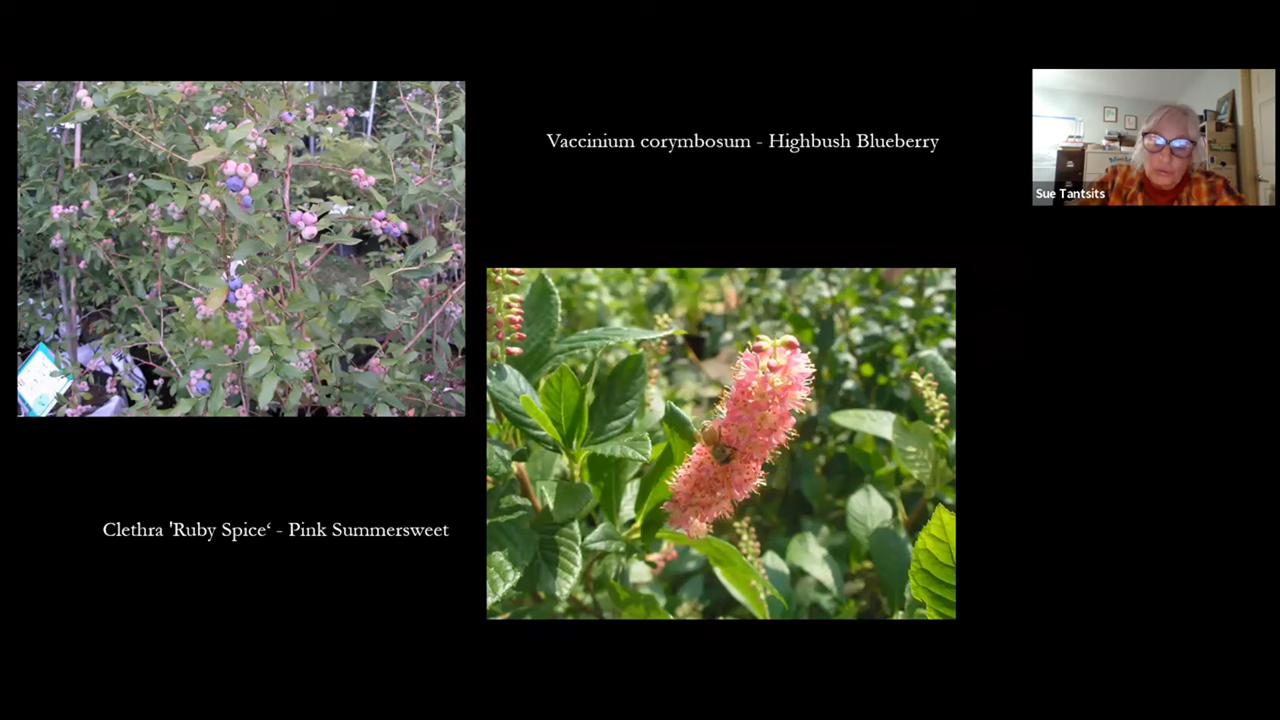 Vaccinium corymbosum - Highbush Blueberry
Sue Tantsits
Clethra 'Ruby Spice‘ - Pink Summersweet